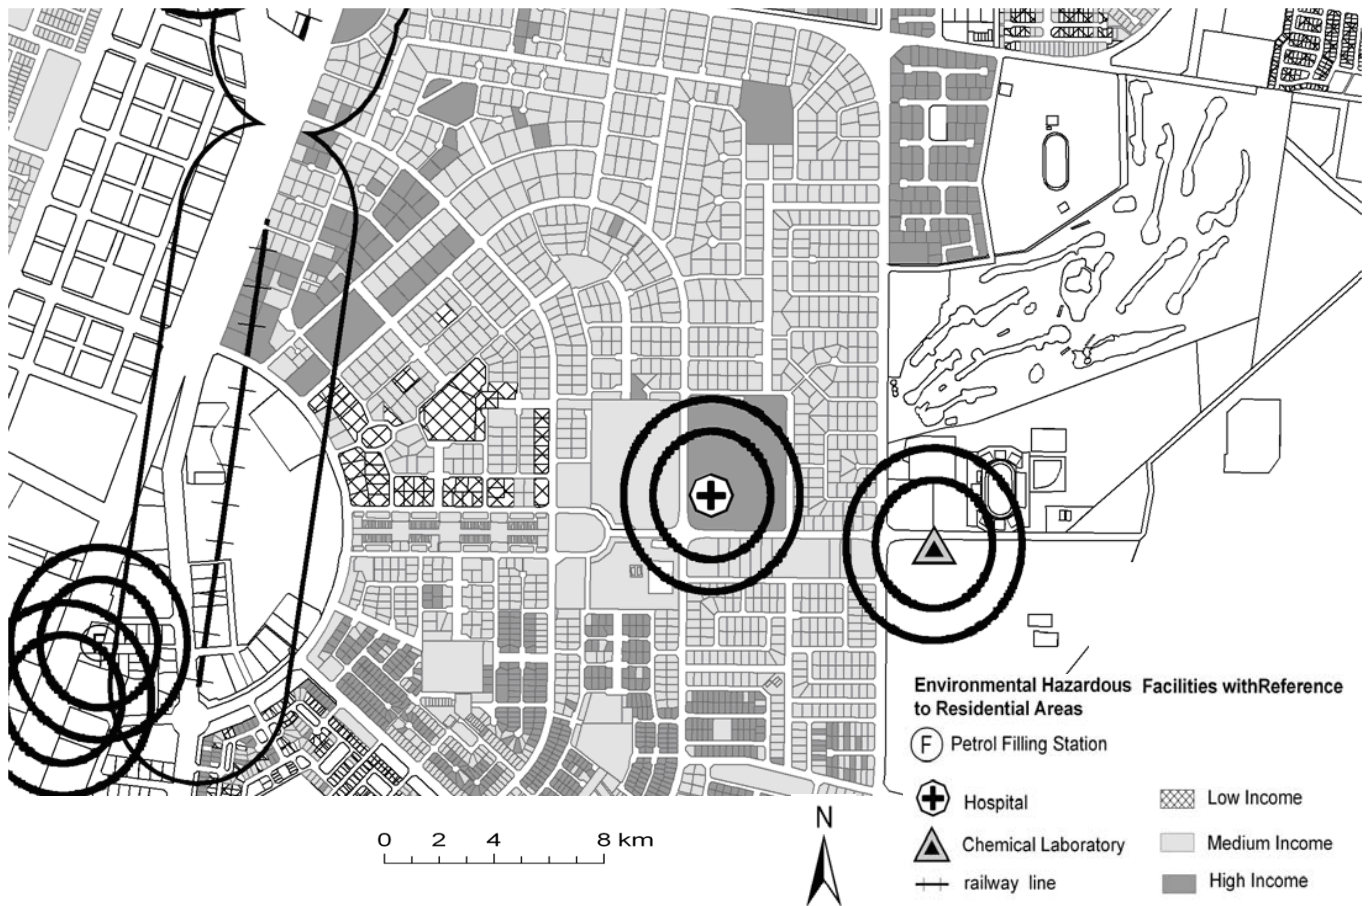 Environmental Hazardous Facilities withReference
to Residential Areas
F Petrol Filling Station
Hospital
Low Income
Chemical Laboratory
Medium Income
railway line
High Income
0 2 4 8 km
N